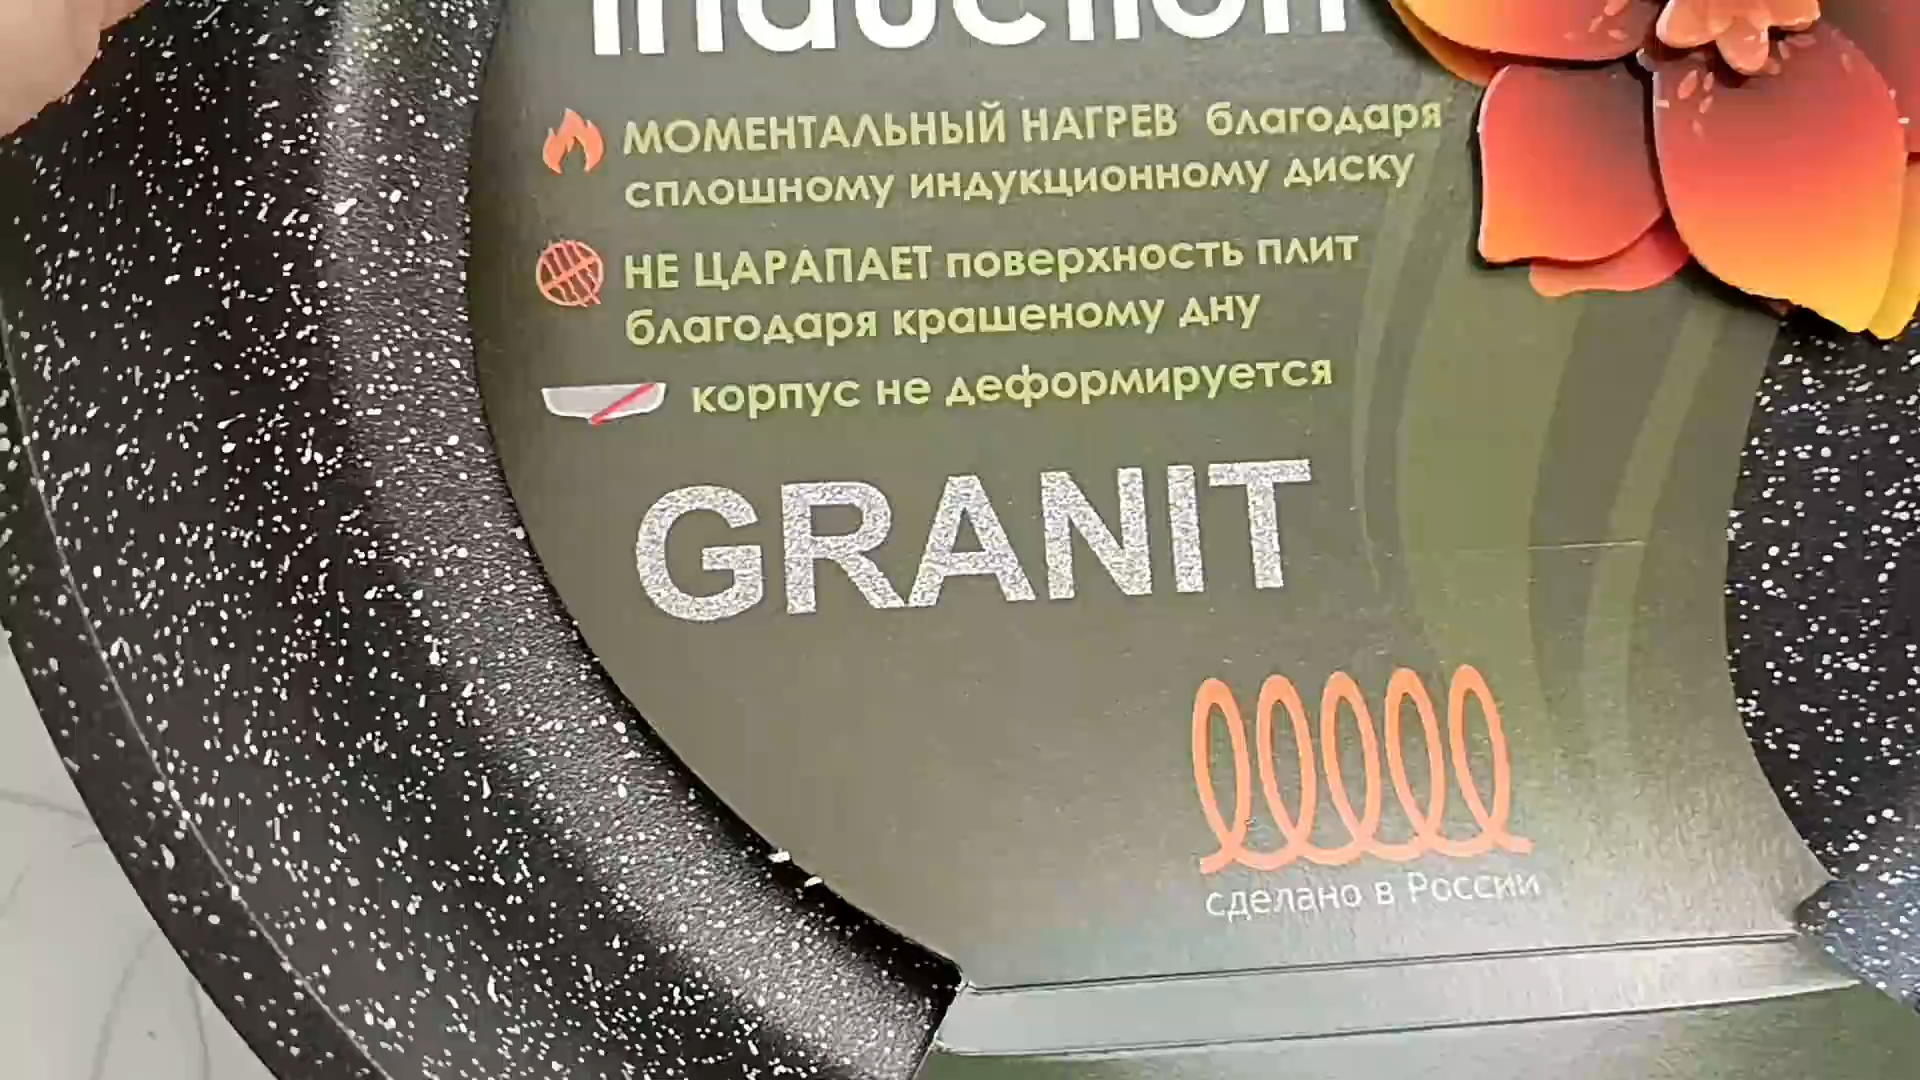 induction
МОМЕНТАЛЬНЫЙ НАГРЕВ благодаря
сплошному индукционному диску
НЕ ЦАРАПАЕТ поверхность плит
благодаря крашеному дну
корпус не деформируется
GRANIT
сделано в России